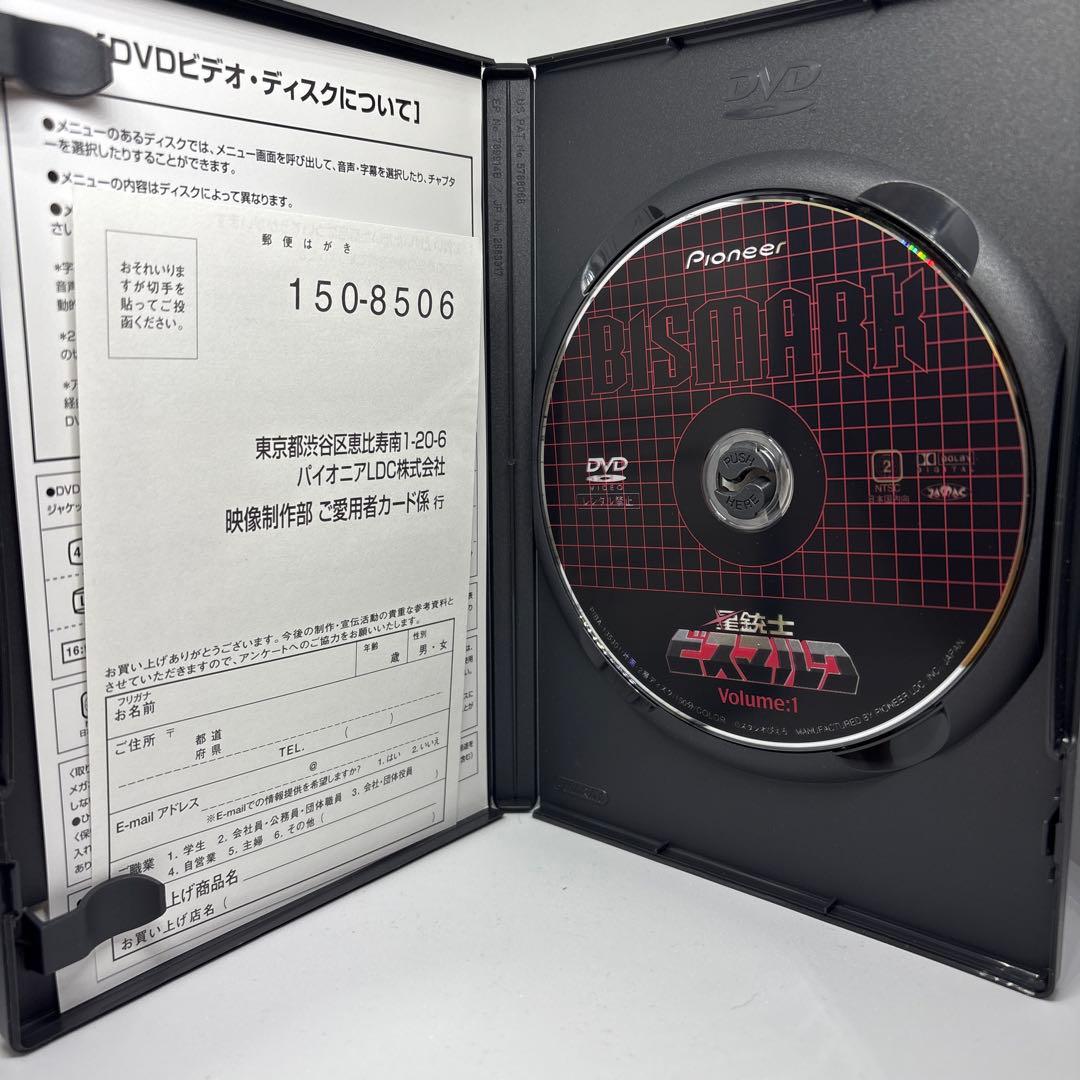 [DVDビデオ・ディスクについて]
●メニューのあるディスクでは、メニュー画面を呼び出して、音声・字幕を選択したり、チャプタ
ーを選択したりすることができます。
●メニューの内容はディスクによって異なります。
郵便はがき
おそれいりま
すが切手を
貼ってご投
函ください。
150-8506
東京都渋谷区恵比寿南1-20-6
パイオニアLDC株式会社
映像制作部 ご愛用者カード係 行
お買い上げありがとうございます。今後の制作・宣伝活動の貴重な参考資料と
させていただきますので、アンケートへのご協力をお願いいたします。
フリガナ
お名前
年齢
歳
性別
男・女
ご住所 〒
都道
府県
TEL. ( )
E-mail アドレス
@
※E-mailでの情報提供を希望しますか? 1.はい 2.いいえ
ご職業 1.学生 2.会社員・公務員・団体職員 3.会社・団体役員
4.自営業 5.主婦 6.その他( )
上げ商品名
お買い上げ店名(
●DVD
ジャケッ
16:
US PAT No 5788068
DVD
Pioneer
BISMARK
PUSH
HERE
DVD
VIDEO
レンタル禁止
2
NTSC
日本国内向
DOLBY
DIGITAL
星銃士
ビスマルク
Volume:1
COLOR
MANUFACTURED BY PIONEER LDC, INC. JAPAN